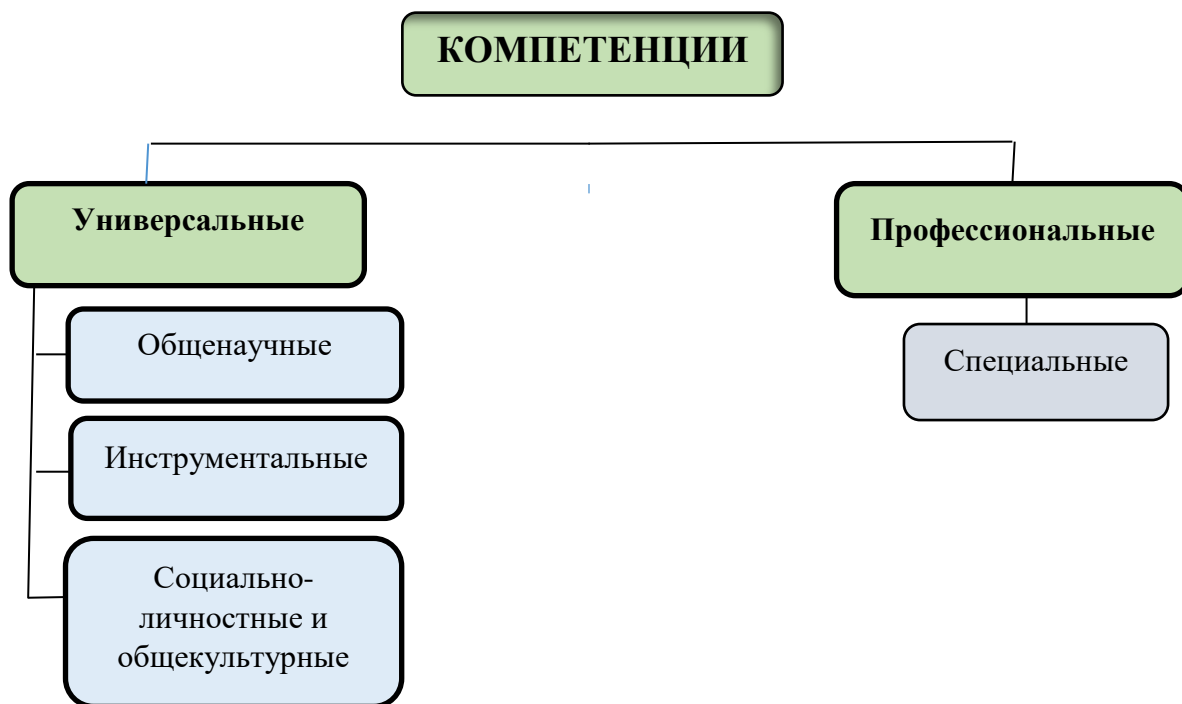 КОМПЕТЕНЦИИ
Универсальные
Профессиональные
Общенаучные
Специальные
Инструментальные
Социально-
личностные и
общекультурные